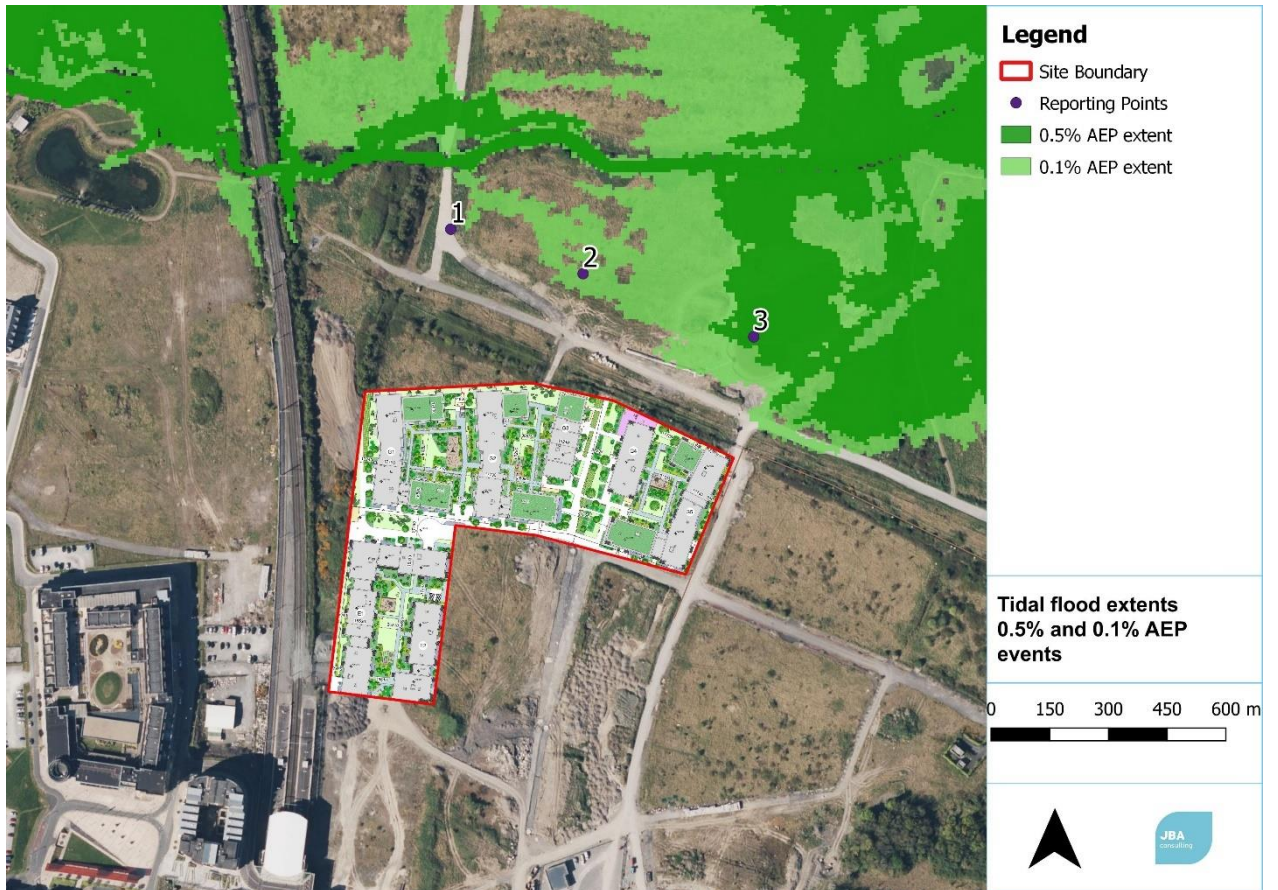 1
2
3
Legend
Site Boundary
Reporting Points
0.5% AEP extent
0.1% AEP extent
Tidal flood extents
0.5% and 0.1% AEP
events
0 150 300 450 600 m
JBA
consulting